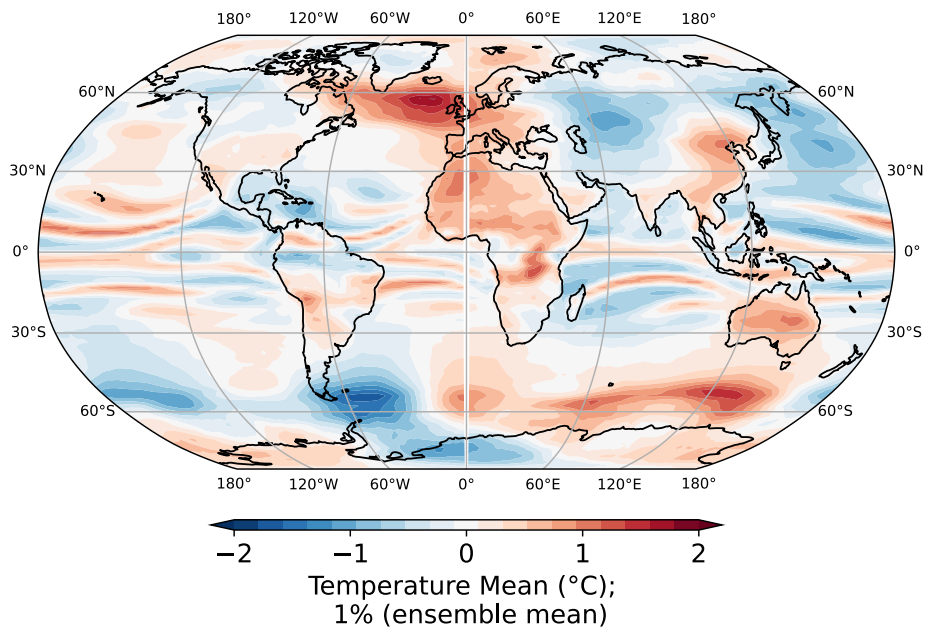 180° 120°W 60°W 0° 60°E 120°E 180°
60°N 60°N
30°N 30°N
0° 0°
30°S 30°S
60°S 60°S
180° 120°W 60°W 0° 60°E 120°E 180°
−2 −1 0 1 2
Temperature Mean (°C);
1% (ensemble mean)